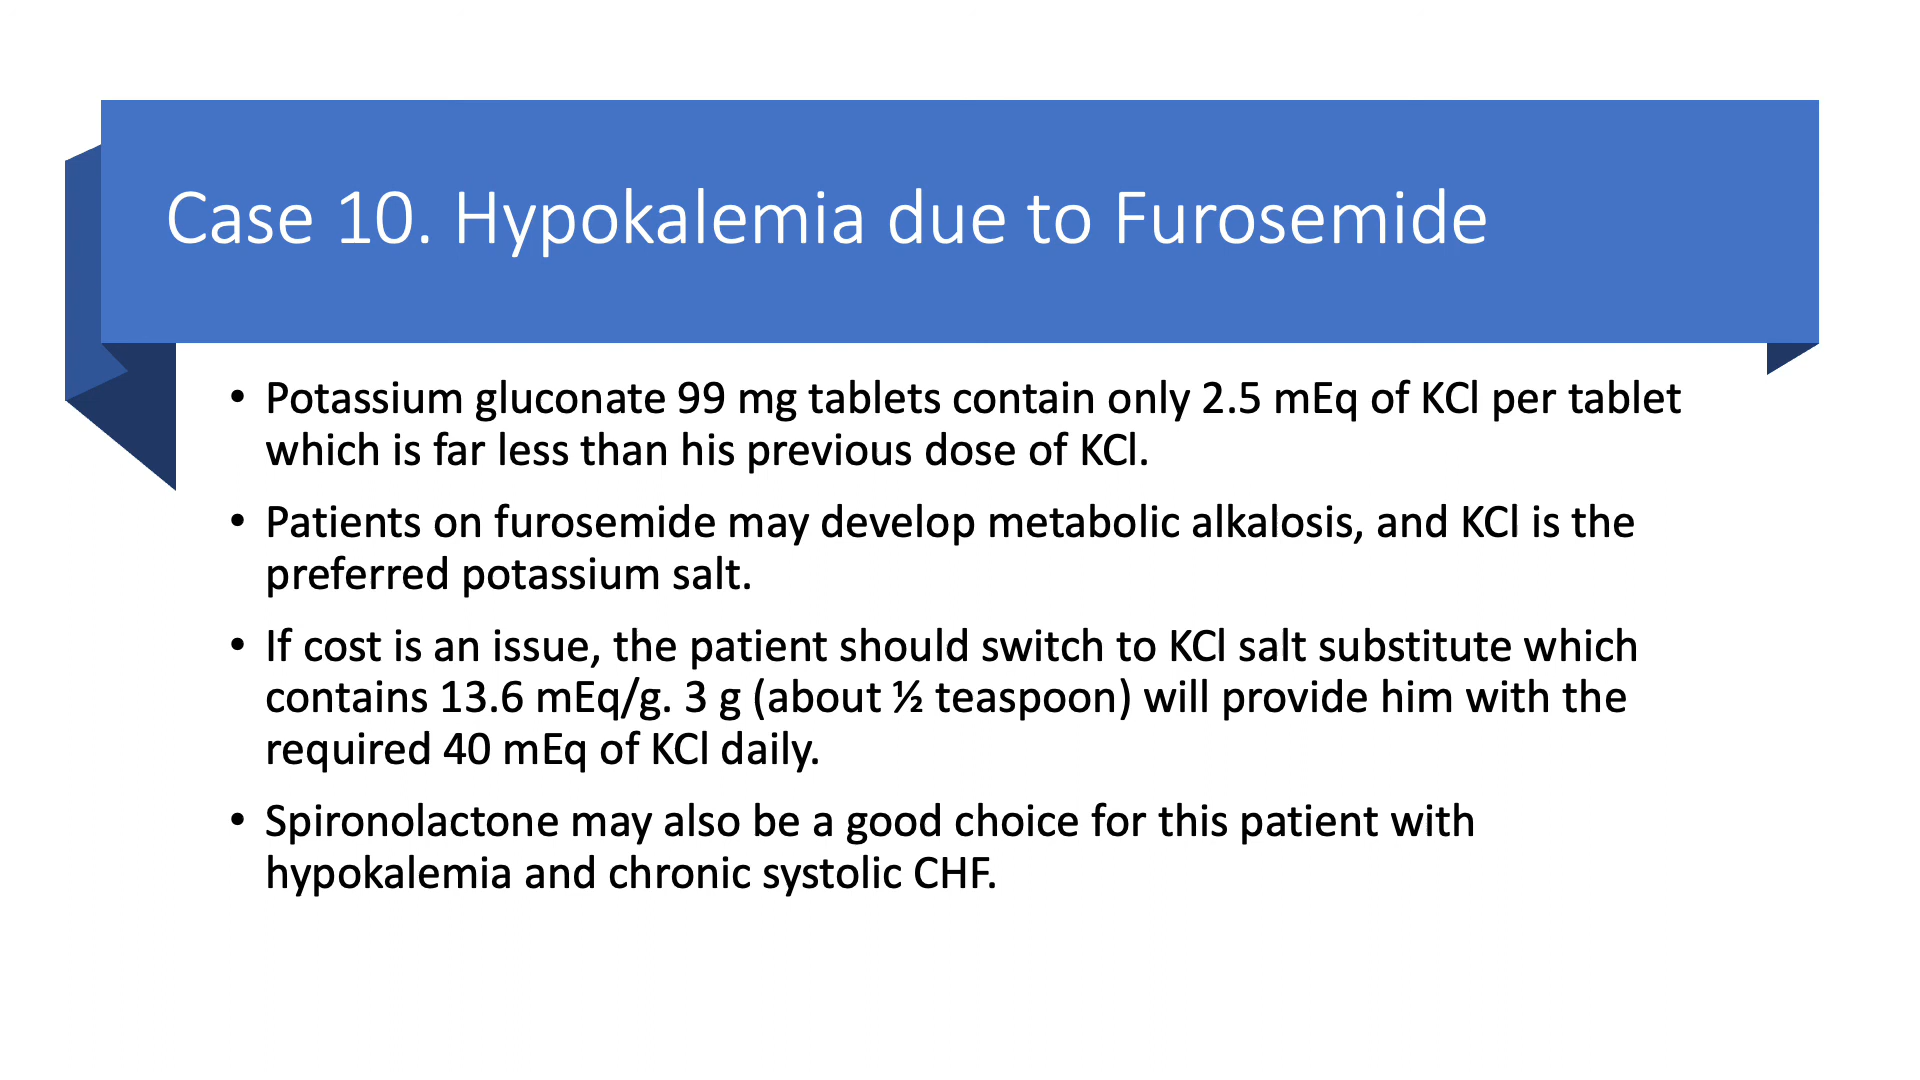 Case 10. Hypokalemia due to Furosemide
• Potassium gluconate 99 mg tablets contain only 2.5 mEq of KCl per tablet
which is far less than his previous dose of KCl.
• Patients on furosemide may develop metabolic alkalosis, and KCl is the
preferred potassium salt.
• If cost is an issue, the patient should switch to KCl salt substitute which
contains 13.6 mEq/g. 3 g (about ½ teaspoon) will provide him with the
required 40 mEq of KCl daily.
• Spironolactone may also be a good choice for this patient with
hypokalemia and chronic systolic CHF.